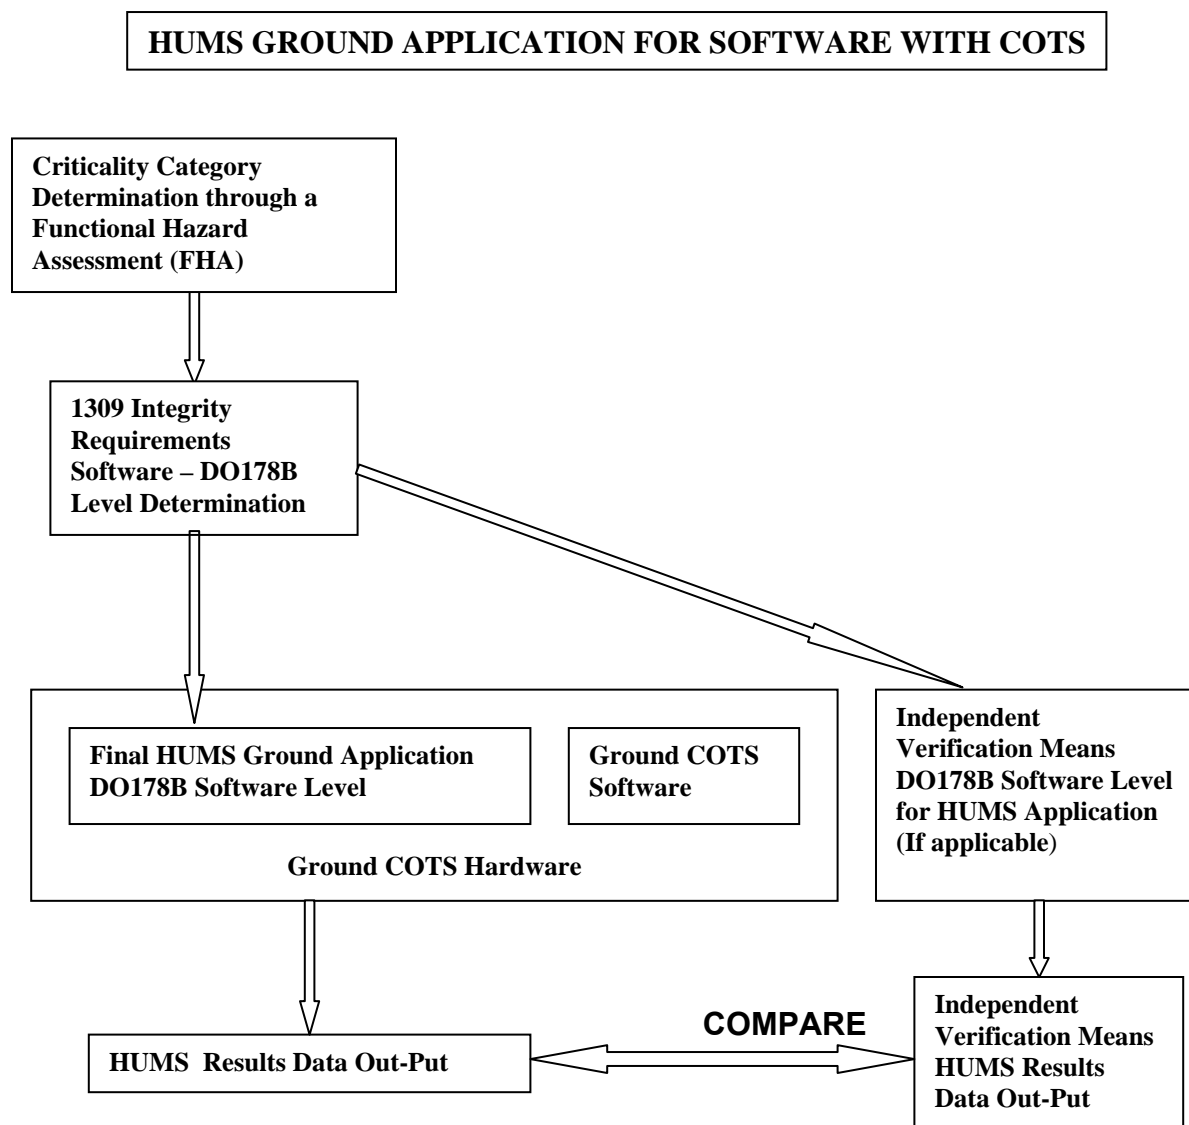 HUMS GROUND APPLICATION FOR SOFTWARE WITH COTS
Criticality Category
Determination through a
Functional Hazard
Assessment (FHA)
1309 Integrity
Requirements
Software – DO178B
Level Determination
Final HUMS Ground Application
DO178B Software Level
Ground COTS
Software
Ground COTS Hardware
Independent
Verification Means
DO178B Software Level
for HUMS Application
(If applicable)
HUMS  Results Data Out-Put
COMPARE
Independent
Verification Means
HUMS Results
Data Out-Put